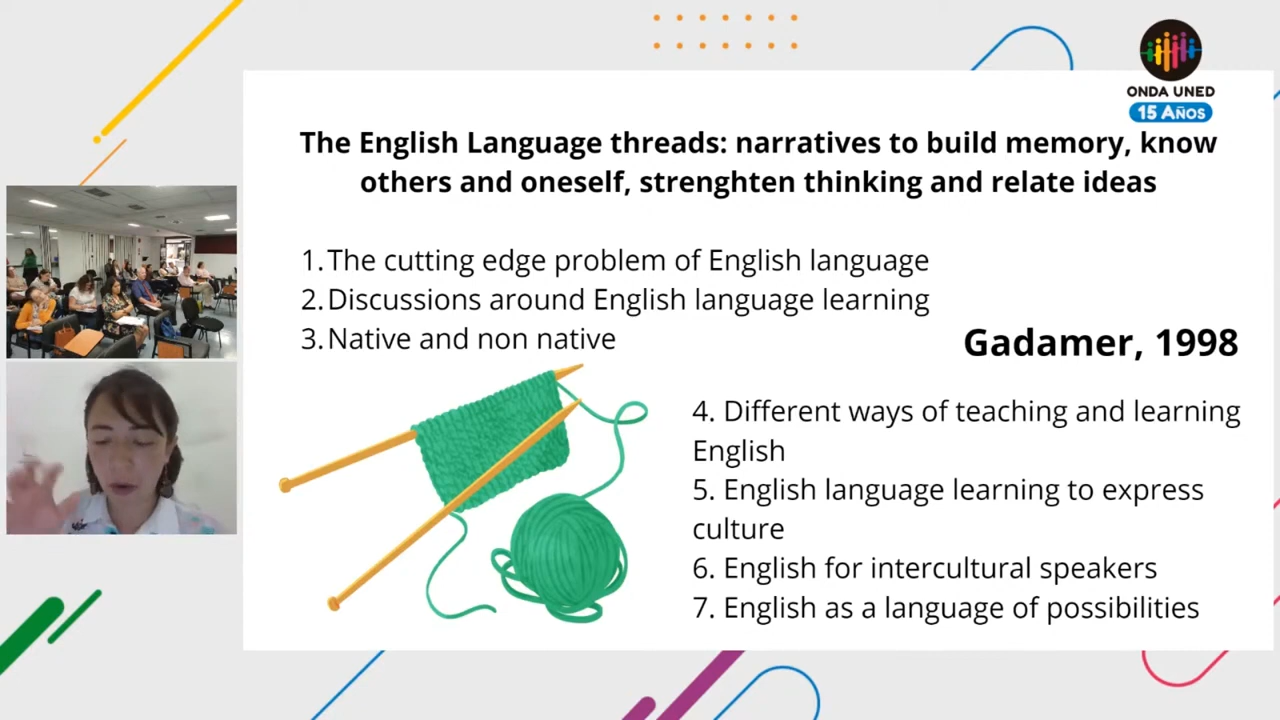 ONDA UNED
15 AÑOS
The English Language threads: narratives to build memory, know
others and oneself, strenghten thinking and relate ideas
1. The cutting edge problem of English language
2. Discussions around English language learning
3. Native and non native
Gadamer, 1998
4. Different ways of teaching and learning
English
5. English language learning to express
culture
6. English for intercultural speakers
7. English as a language of possibilities